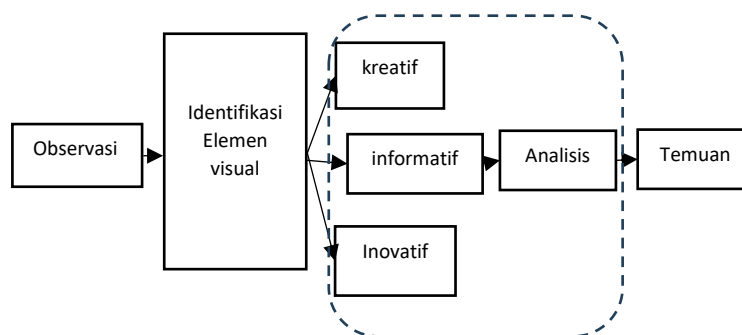 Observasi
Identifikasi
Elemen
visual
kreatif
informatif
Inovatif
Analisis
Temuan